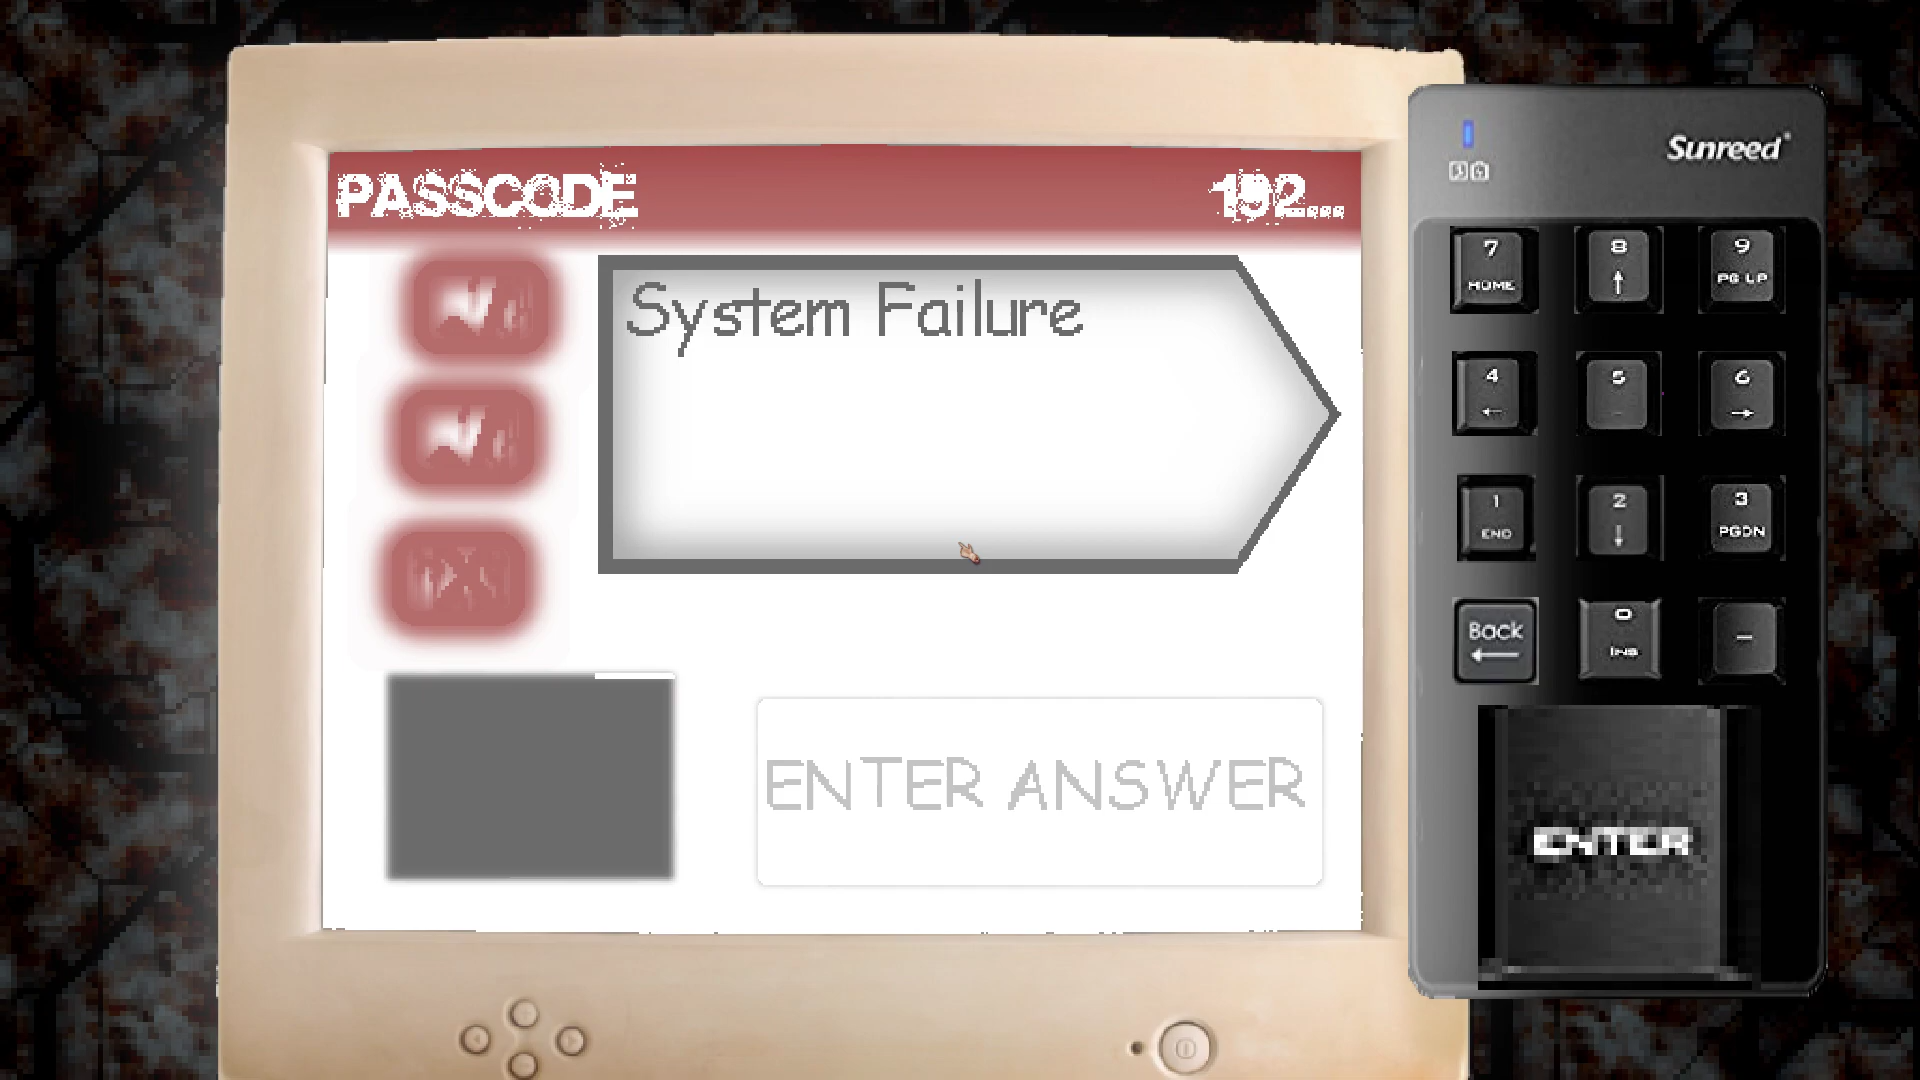 PASSCODE 192...
System Failure
ENTER ANSWER
Sunreed
7 8 9
HOME PG UP
4 5 6
1 2 3
END PGDN
Back 0 -
INS
ENTER